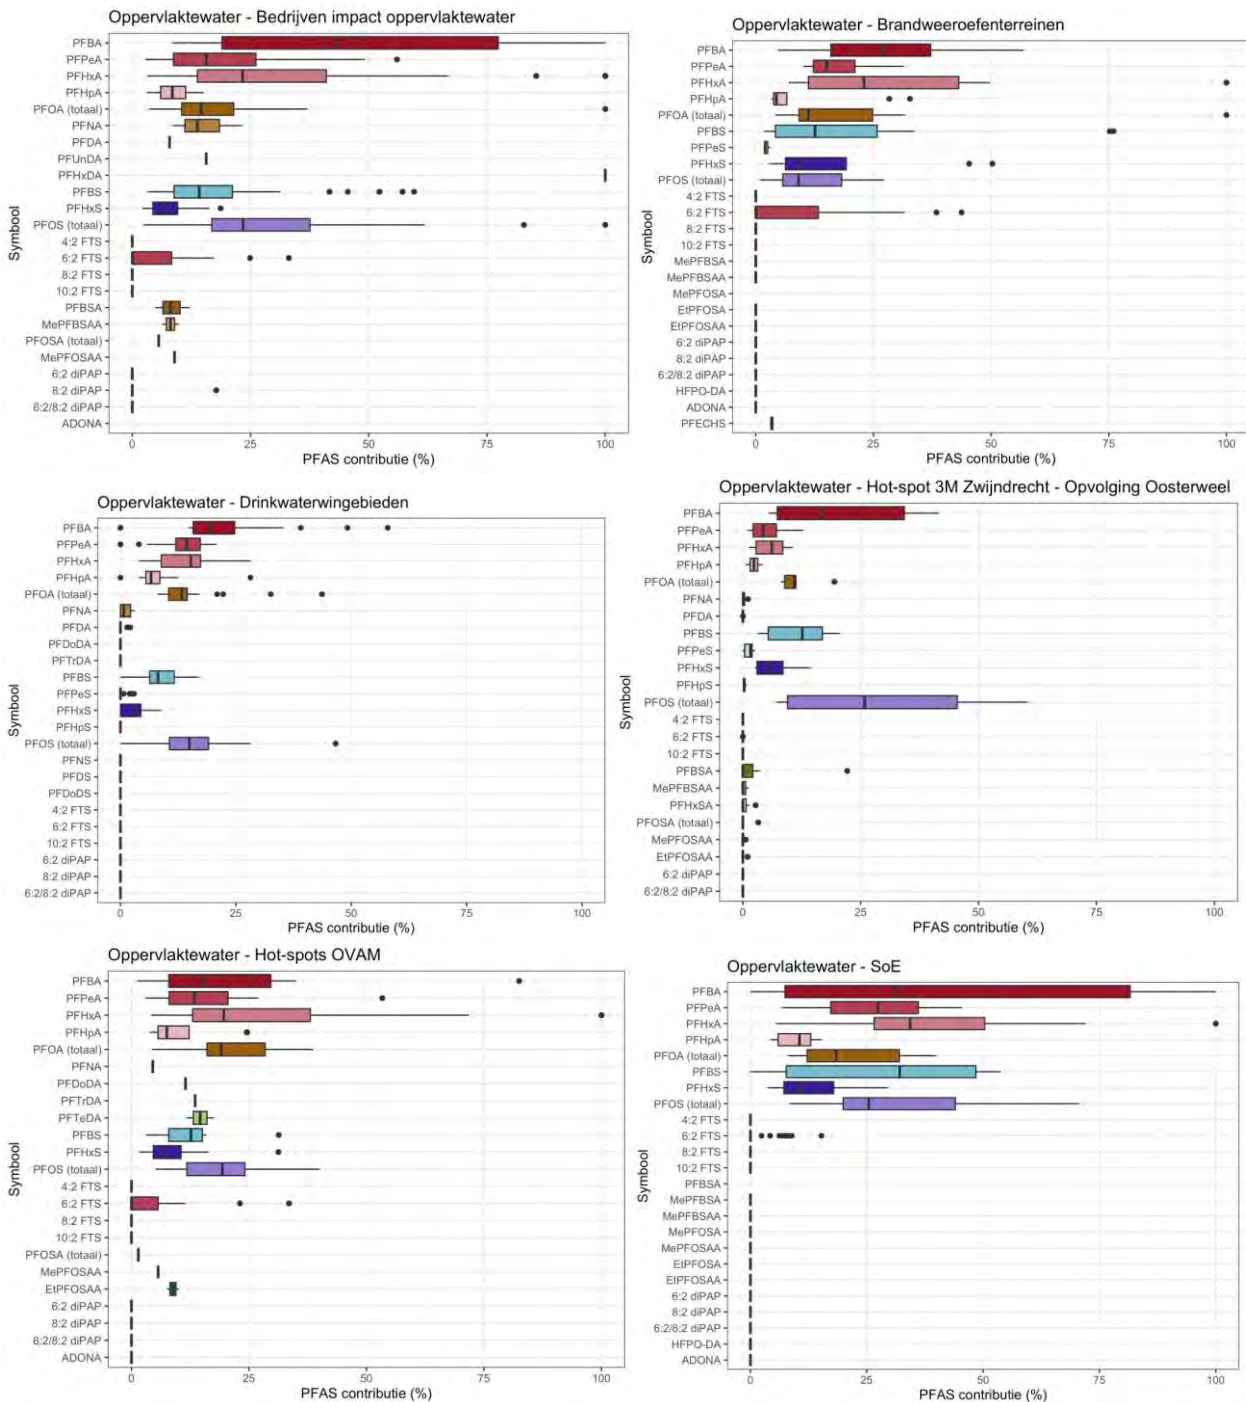 Oppervlaktewater - Bedrijven impact oppervlaktewater
Symbool
PFBA
PFPeA
PFHxA
PFHpA
PFOA (totaal)
PFNA
PFDA
PFUnDA
PFHxDA
PFBS
PFHxS
PFOS (totaal)
4:2 FTS
6:2 FTS
8:2 FTS
10:2 FTS
PFBSA
MePFBSAA
PFOSA (totaal)
MePFOSAA
6:2 diPAP
8:2 diPAP
6:2/8:2 diPAP
ADONA
0 25 50 75 100
PFAS contributie (%)
Oppervlaktewater - Brandweeroefenterreinen
Symbool
PFBA
PFPeA
PFHxA
PFHpA
PFOA (totaal)
PFBS
PFPeS
PFHxS
PFOS (totaal)
4:2 FTS
6:2 FTS
8:2 FTS
10:2 FTS
MePFBSA
MePFBSAA
MePFOSA
EtPFOSA
EtPFOSAA
6:2 diPAP
8:2 diPAP
6:2/8:2 diPAP
HFPO-DA
ADONA
PFECHS
0 25 50 75 100
PFAS contributie (%)
Oppervlaktewater - Drinkwaterwingebieden
Symbool
PFBA
PFPeA
PFHxA
PFHpA
PFOA (totaal)
PFNA
PFDA
PFDoDA
PFTrDA
PFBS
PFPeS
PFHxS
PFHpS
PFOS (totaal)
PFNS
PFDS
PFDoDS
4:2 FTS
6:2 FTS
10:2 FTS
6:2 diPAP
8:2 diPAP
6:2/8:2 diPAP
0 25 50 75 100
PFAS contributie (%)
Oppervlaktewater - Hot-spot 3M Zwijndrecht - Opvolging Oosterweel
Symbool
PFBA
PFPeA
PFHxA
PFHpA
PFOA (totaal)
PFNA
PFDA
PFBS
PFPeS
PFHxS
PFHpS
PFOS (totaal)
4:2 FTS
6:2 FTS
10:2 FTS
PFBSA
MePFBSAA
PFHxSA
PFOSA (totaal)
MePFOSAA
EtPFOSAA
6:2 diPAP
6:2/8:2 diPAP
0 25 50 75 100
PFAS contributie (%)
Oppervlaktewater - Hot-spots OVAM
Symbool
PFBA
PFPeA
PFHxA
PFHpA
PFOA (totaal)
PFNA
PFDoDA
PFTrDA
PFTeDA
PFBS
PFHxS
PFOS (totaal)
4:2 FTS
6:2 FTS
8:2 FTS
10:2 FTS
PFOSA (totaal)
MePFOSAA
EtPFOSAA
6:2 diPAP
8:2 diPAP
6:2/8:2 diPAP
ADONA
0 25 50 75 100
PFAS contributie (%)
Oppervlaktewater - SoE
Symbool
PFBA
PFPeA
PFHxA
PFHpA
PFOA (totaal)
PFBS
PFHxS
PFOS (totaal)
4:2 FTS
6:2 FTS
8:2 FTS
10:2 FTS
PFBSA
MePFBSA
MePFBSAA
MePFOSA
MePFOSAA
EtPFOSA
EtPFOSAA
6:2 diPAP
8:2 diPAP
6:2/8:2 diPAP
HFPO-DA
ADONA
0 25 50 75 100
PFAS contributie (%)